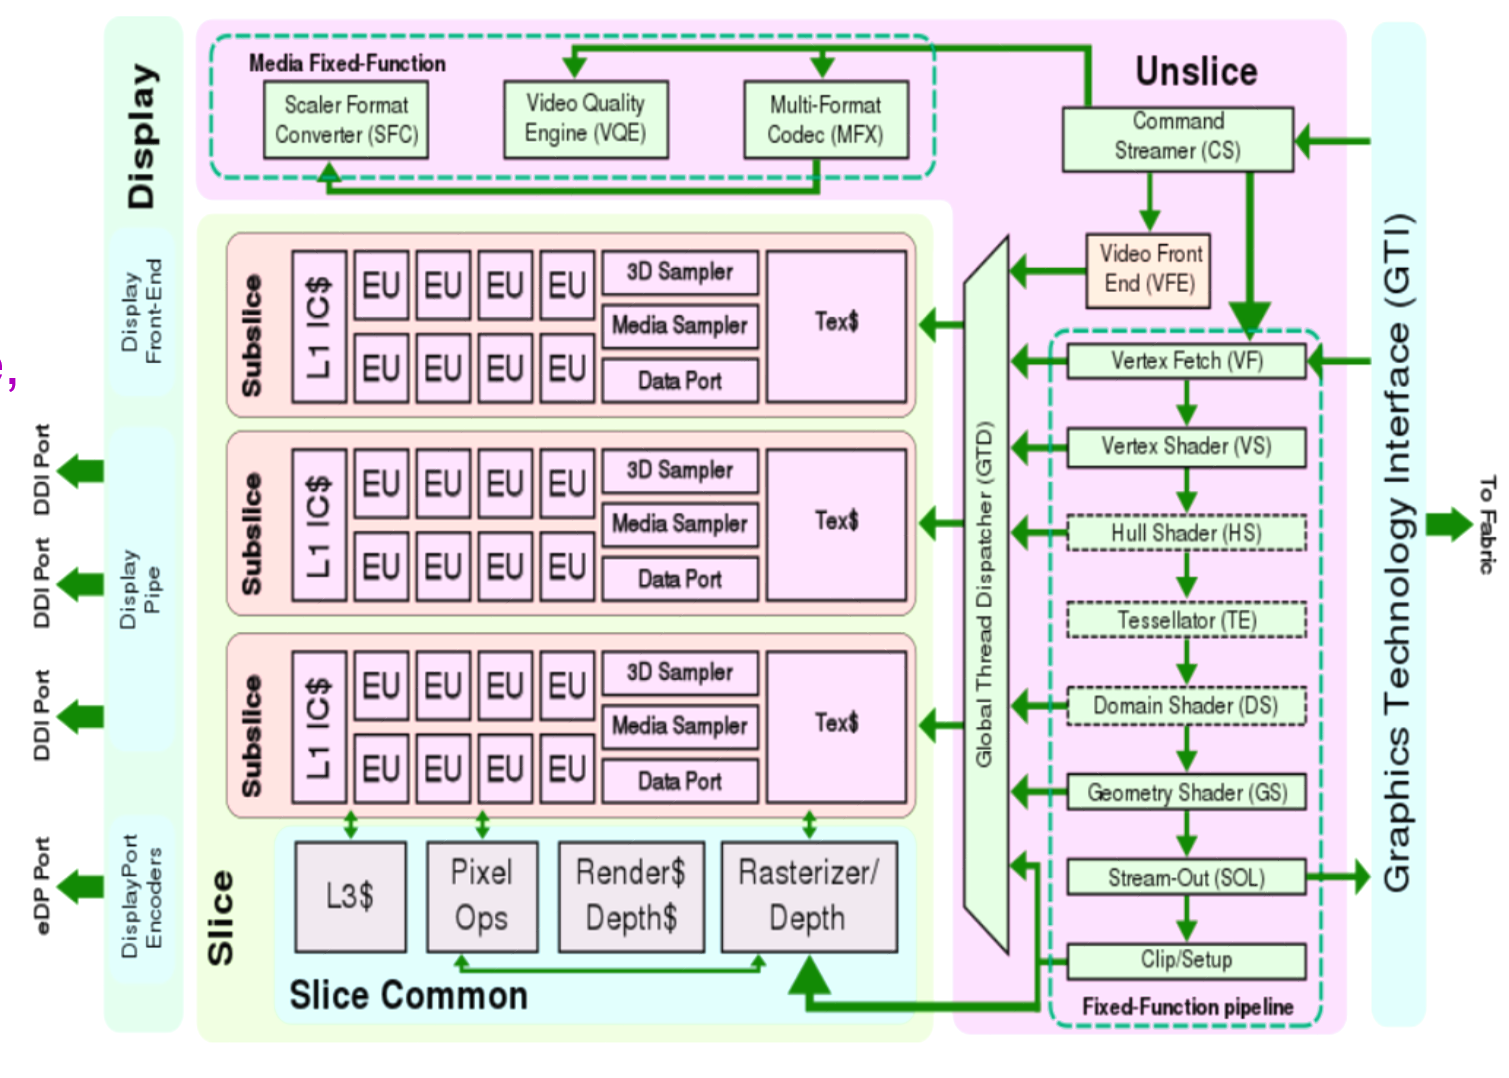 Display
Display
Front-End
Display
Pipe
DisplayPort
Encoders
e,
DDI Port
DDI Port
DDI Port
eDP Port
Media Fixed-Function
Scaler Format
Converter (SFC)
Video Quality
Engine (VQE)
Multi-Format
Codec (MFX)
Unslice
Command
Streamer (CS)
Video Front
End (VFE)
Subslice
L1 IC$
EU EU EU EU
EU EU EU EU
3D Sampler
Media Sampler
Data Port
Tex$
Subslice
L1 IC$
EU EU EU EU
EU EU EU EU
3D Sampler
Media Sampler
Data Port
Tex$
Subslice
L1 IC$
EU EU EU EU
EU EU EU EU
3D Sampler
Media Sampler
Data Port
Tex$
Slice
L3$
Pixel
Ops
Render$
Depth$
Rasterizer/
Depth
Slice Common
Global Thread Dispatcher (GTD)
Vertex Fetch (VF)
Vertex Shader (VS)
Hull Shader (HS)
Tessellator (TE)
Domain Shader (DS)
Geometry Shader (GS)
Stream-Out (SOL)
Clip/Setup
Fixed-Function pipeline
Graphics Technology Interface (GTI)
To Fabric